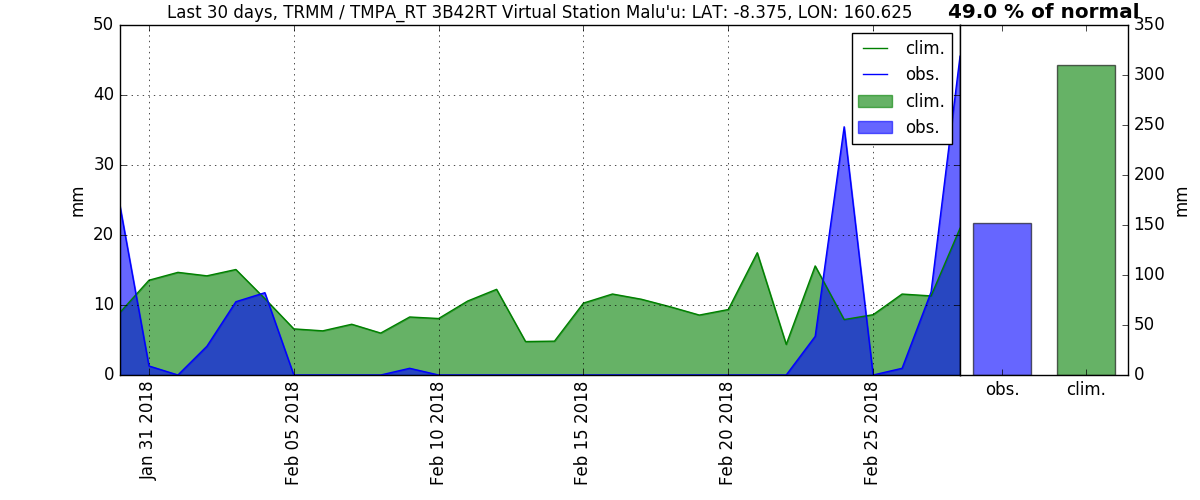 Last 30 days, TRMM / TMPA_RT 3B42RT Virtual Station Malu'u: LAT: -8.375, LON: 160.625
49.0 % of normal
50
40
30
20
10
0
mm
clim.
obs.
clim.
obs.
350
300
250
200
150
100
50
0
mm
Jan 31 2018
Feb 05 2018
Feb 10 2018
Feb 15 2018
Feb 20 2018
Feb 25 2018
obs.
clim.